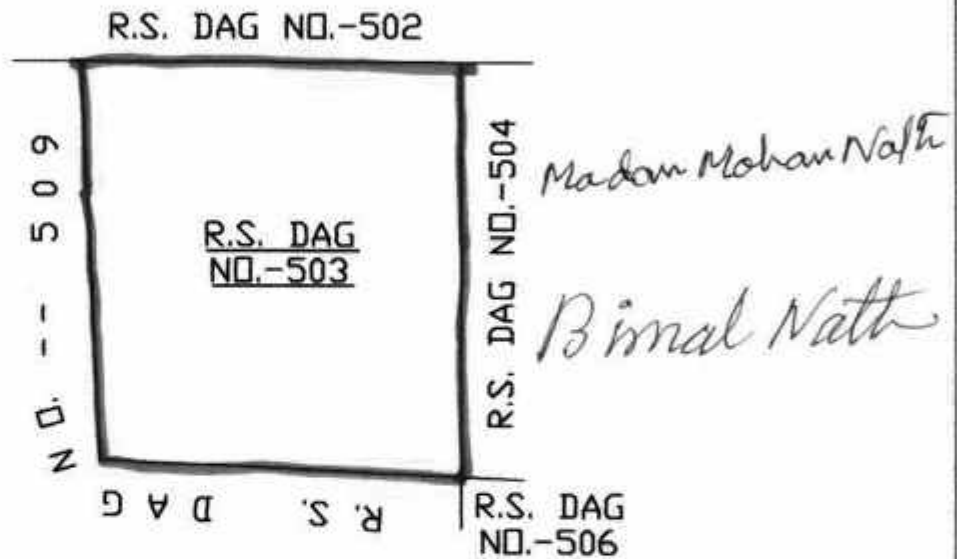 R.S. DAG NO.-502
R.S. DAG NO.--509
R.S. DAG
NO.-503
R.S. DAG NO.-504
Madan Mohan Nath
Bimal Nath
R.S. DAG
NO.-506